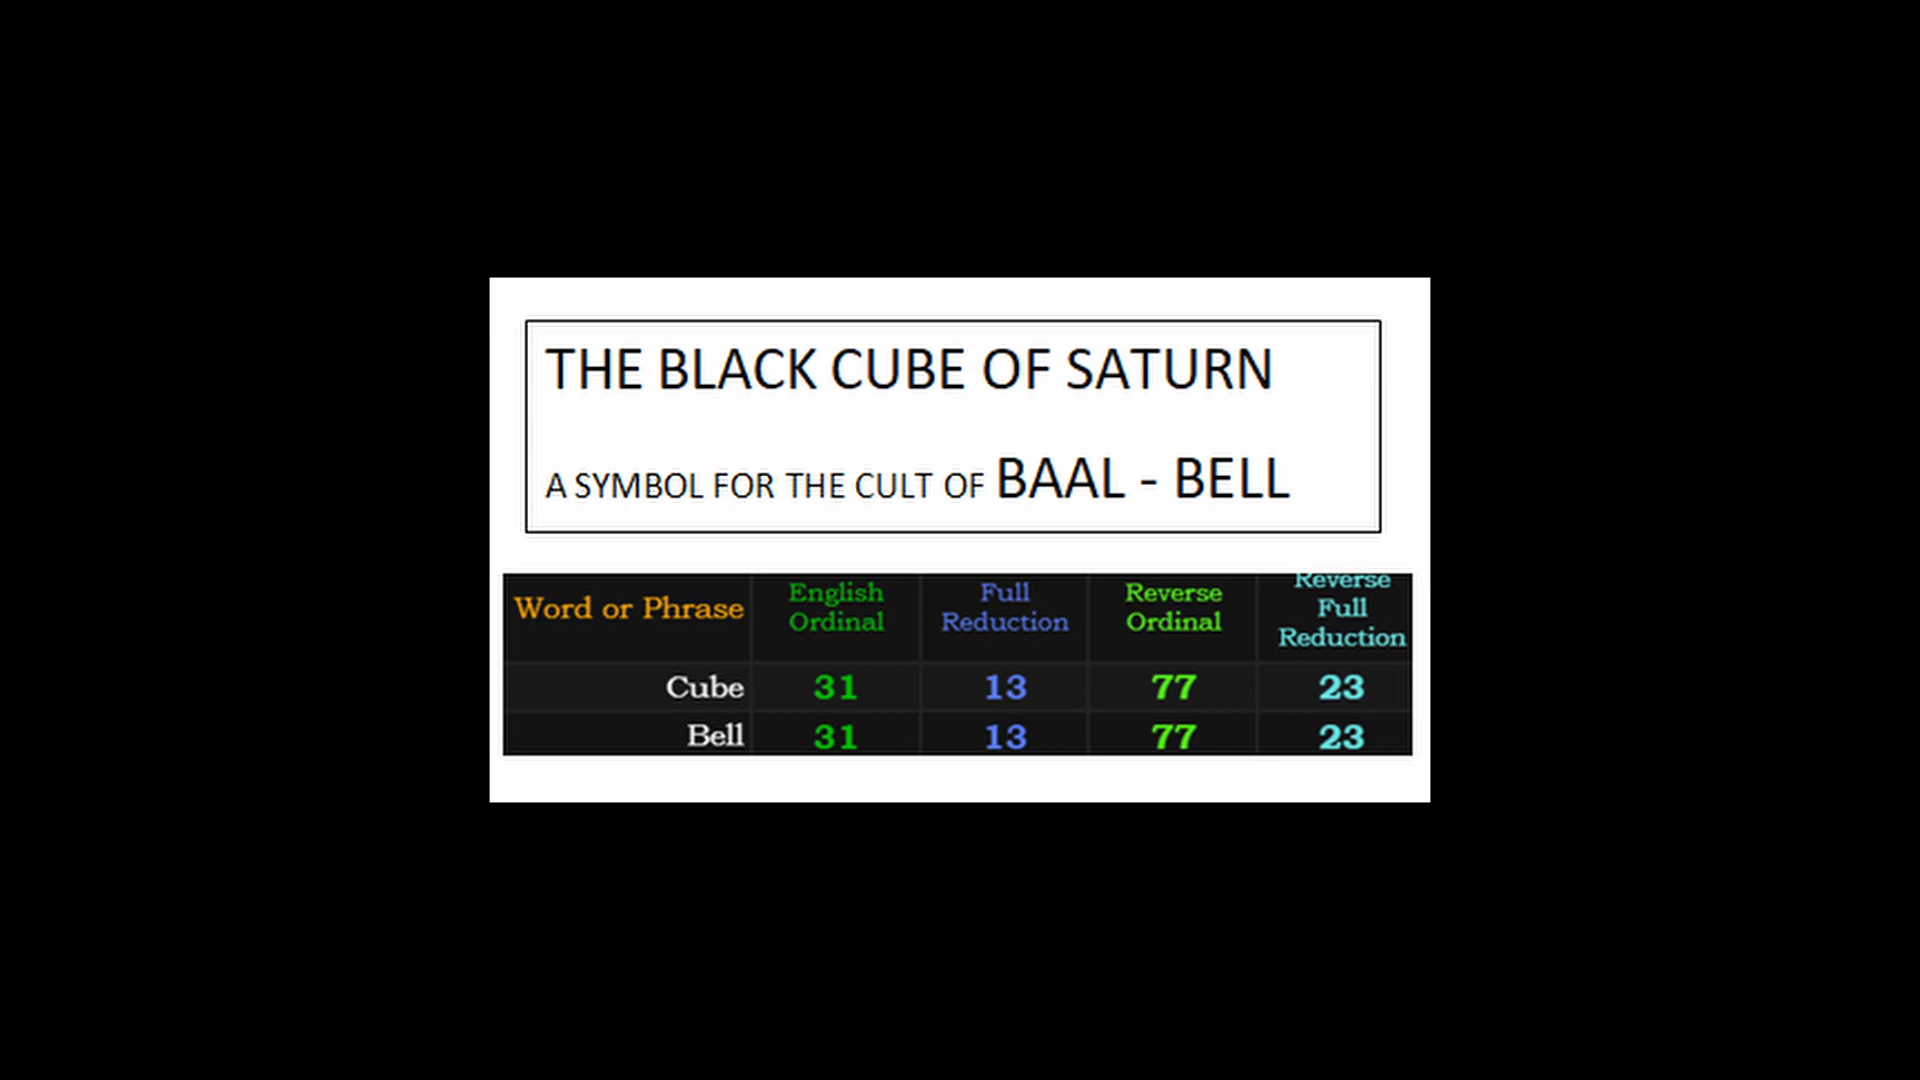 THE BLACK CUBE OF SATURN
A SYMBOL FOR THE CULT OF BAAL - BELL
Word or Phrase English Ordinal Full Reduction Reverse Ordinal Reverse Full Reduction
Cube 31 13 77 23
Bell 31 13 77 23